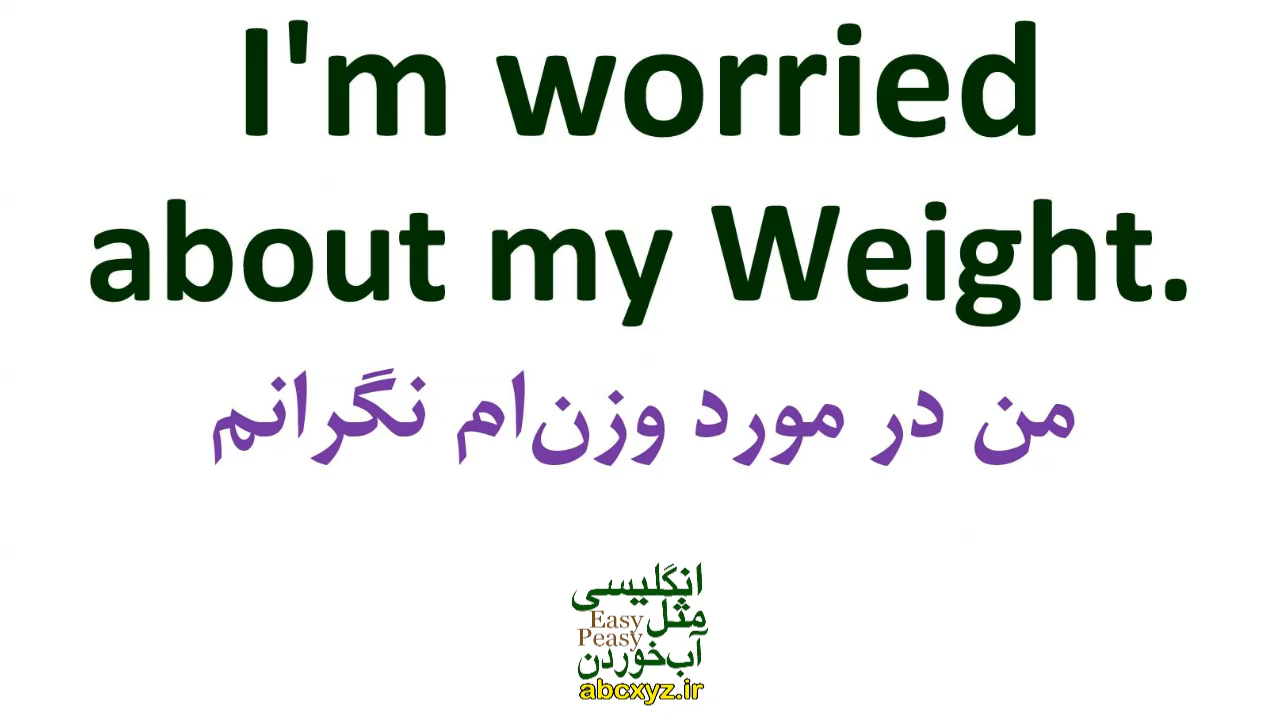 I'm worried
about my Weight.
من در مورد وزن‌ام نگرانم
انگلیسی
مثل
Easy
Peasy
آب‌خوردن
abcxyz.ir